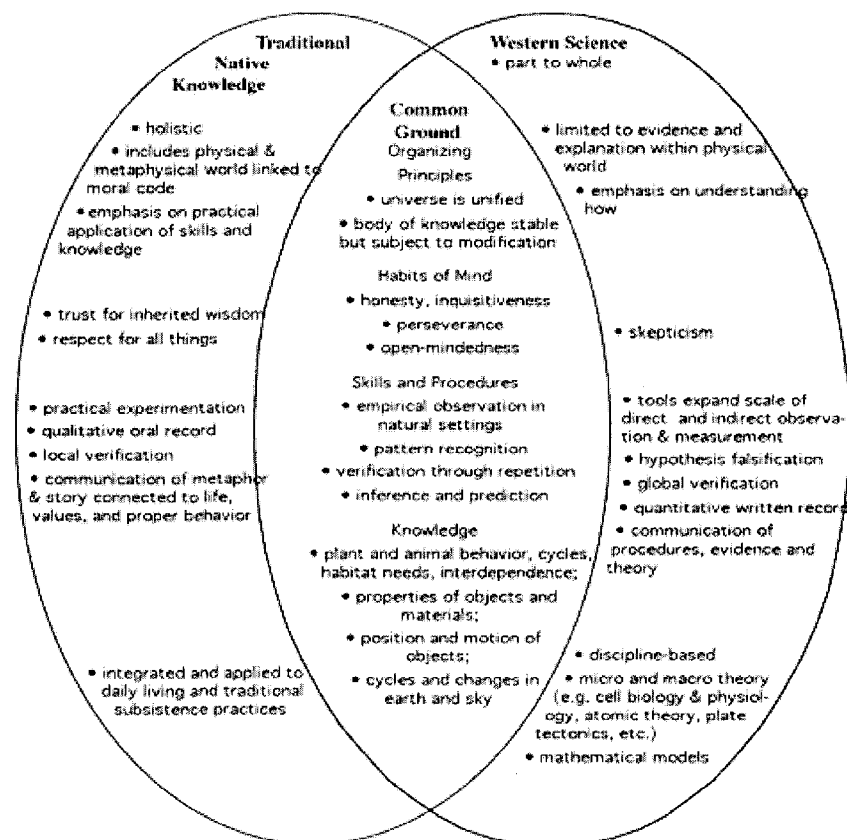 Traditional
Native
Knowledge
• holistic
• includes physical &
metaphysical world linked to
moral code
• emphasis on practical
application of skills and
knowledge
• trust for inherited wisdom
• respect for all things
• practical experimentation
• qualitative oral record
• local verification
• communication of metaphor
& story connected to life,
values, and proper behavior
• integrated and applied to
daily living and traditional
subsistence practices
Common
Ground
Organizing
Principles
• universe is unified
• body of knowledge stable
but subject to modification
Habits of Mind
• honesty, inquisitiveness
• perseverance
• open-mindedness
Skills and Procedures
• empirical observation in
natural settings
• pattern recognition
• verification through repetition
• inference and prediction
Knowledge
• plant and animal behavior, cycles,
habitat needs, interdependence;
• properties of objects and
materials;
• position and motion of
objects;
• cycles and changes in
earth and sky
Western Science
• part to whole
• limited to evidence and
explanation within physical
world
• emphasis on understanding
how
• skepticism
• tools expand scale of
direct and indirect observa-
tion & measurement
• hypothesis falsification
• global verification
• quantitative written record
• communication of
procedures, evidence and
theory
• discipline-based
• micro and macro theory
(e.g. cell biology & physiol-
ogy, atomic theory, plate
tectonics, etc.)
• mathematical models